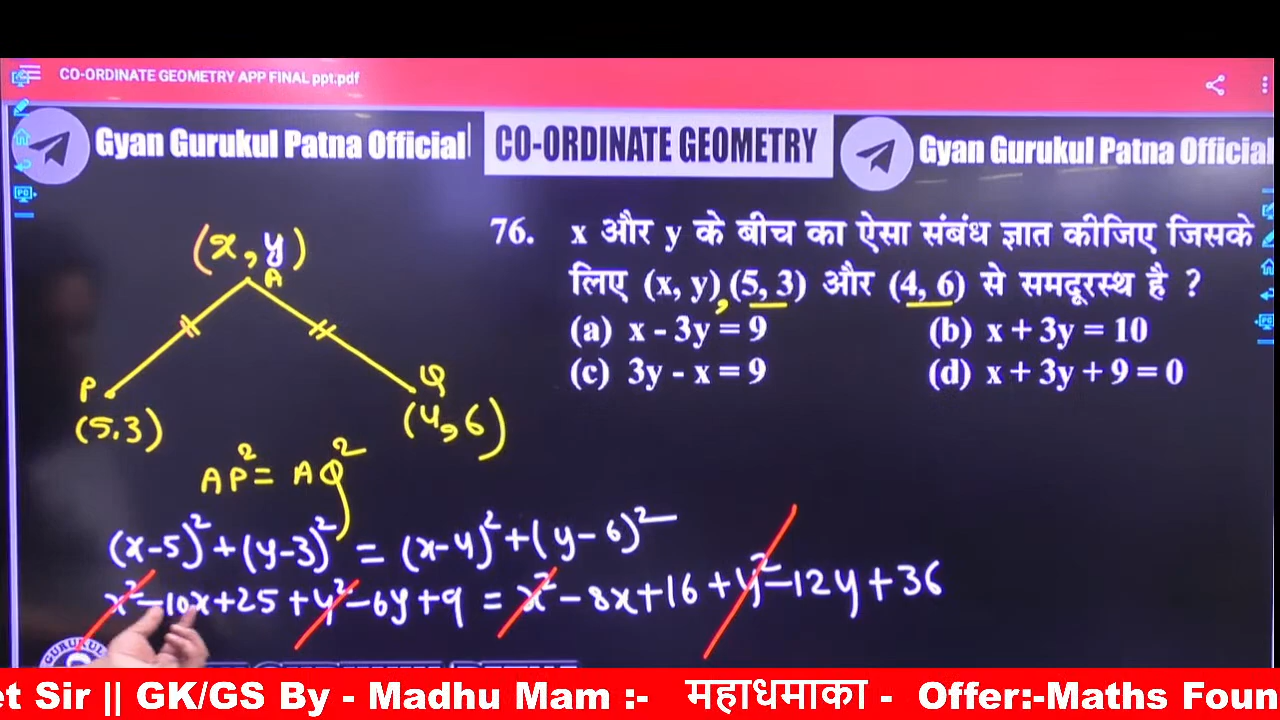 CO-ORDINATE GEOMETRY APP FINAL ppt.pdf
Gyan Gurukul Patna Official
CO-ORDINATE GEOMETRY
Gyan Gurukul Patna Official
76. x और y के बीच का ऐसा संबंध ज्ञात कीजिए जिसके
लिए (x, y), (5, 3) और (4, 6) से समदूरस्थ है ?
(a) x - 3y = 9 (b) x + 3y = 10
(c) 3y - x = 9 (d) x + 3y + 9 = 0
(x, y)
A
P Q
(5.3) (4,6)
AP² = AQ²
(x-5)²+(y-3)² = (x-4)²+(y-6)²
x²-10x+25+y²-6y+9 = x²-8x+16+y²-12y+36
et Sir || GK/GS By - Madhu Mam :- महाधमाका - Offer:-Maths Foun